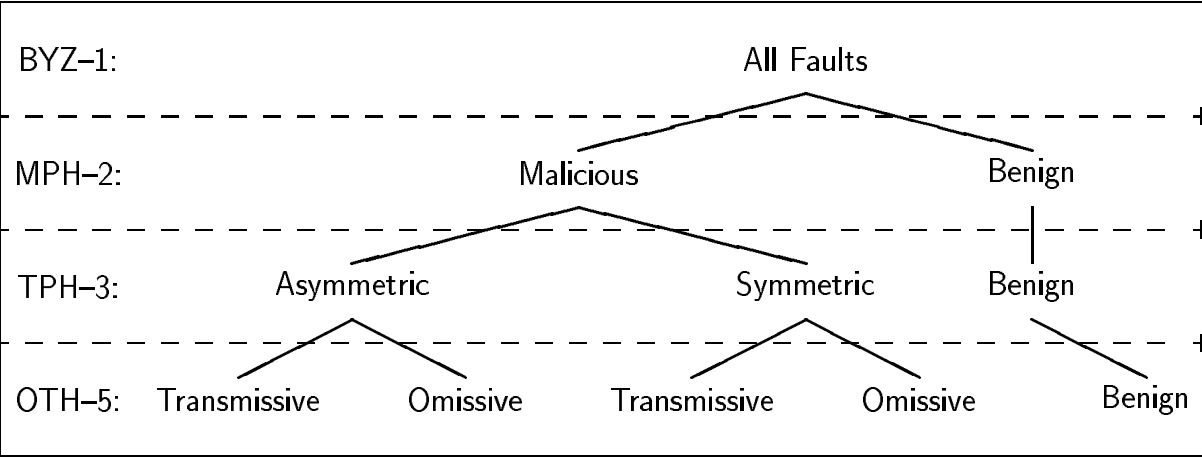 BYZ–1: All Faults
MPH–2: Malicious Benign
TPH–3: Asymmetric Symmetric Benign
OTH–5: Transmissive Omissive Transmissive Omissive Benign